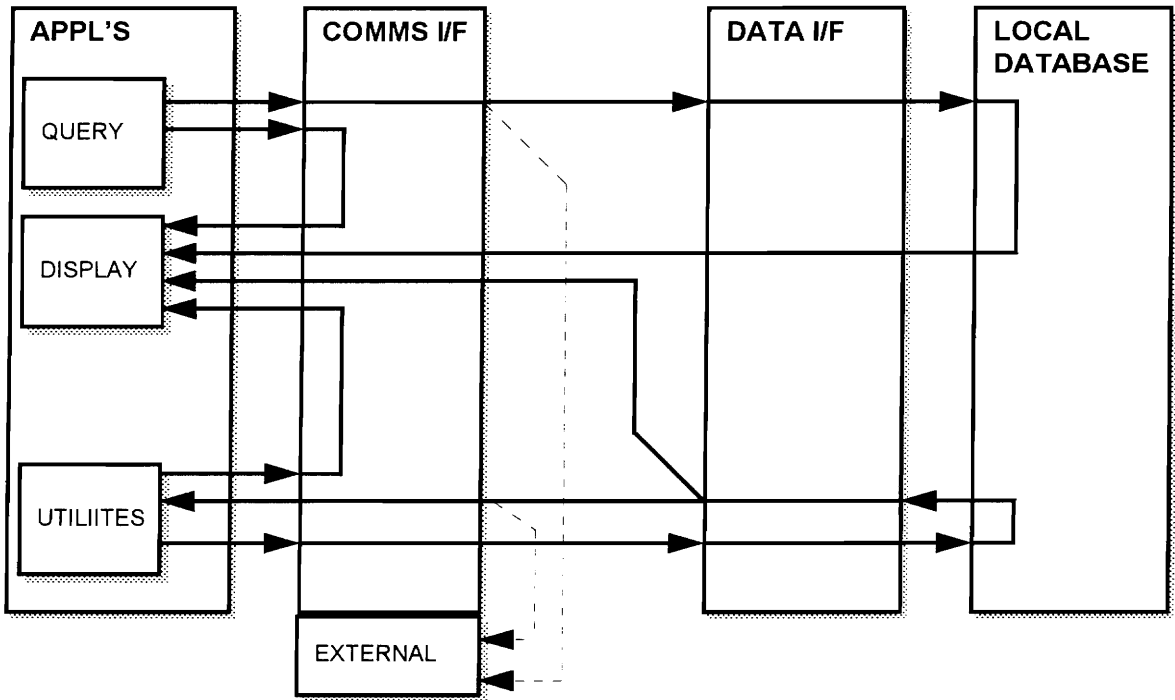 APPL'S
COMMS I/F
DATA I/F
LOCAL
DATABASE
QUERY
DISPLAY
UTILIITES
EXTERNAL